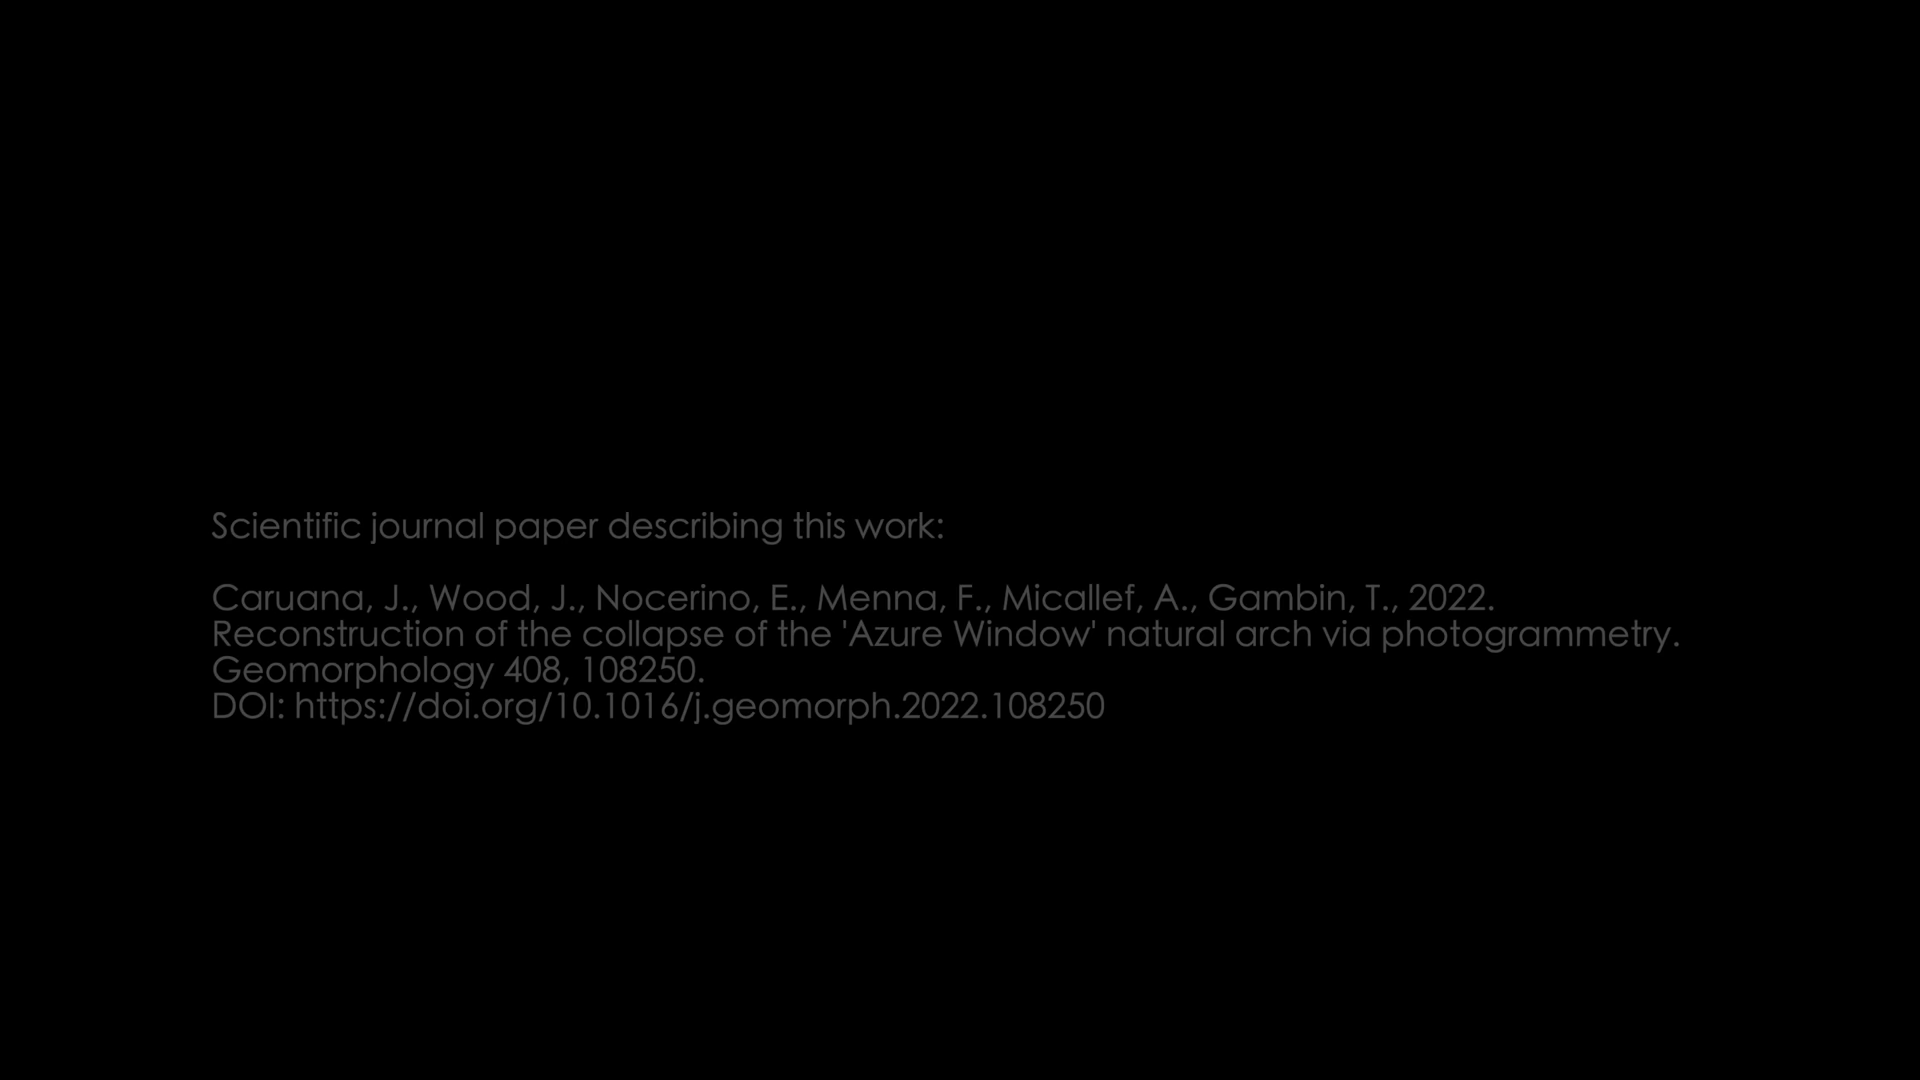 Scientific journal paper describing this work:
Caruana, J., Wood, J., Nocerino, E., Menna, F., Micallef, A., Gambin, T., 2022.
Reconstruction of the collapse of the 'Azure Window' natural arch via photogrammetry.
Geomorphology 408, 108250.
DOI: https://doi.org/10.1016/j.geomorph.2022.108250